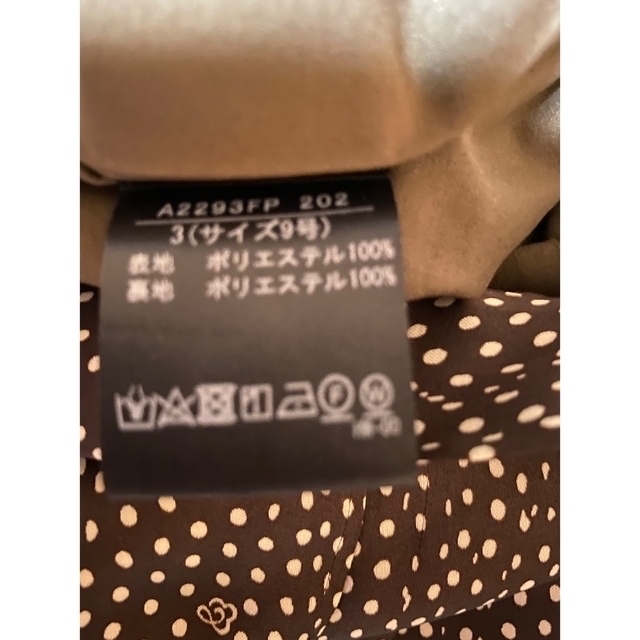 A2293FP 202
3(サイズ9号)
表地 ポリエステル100%
裏地 ポリエステル100%
F W